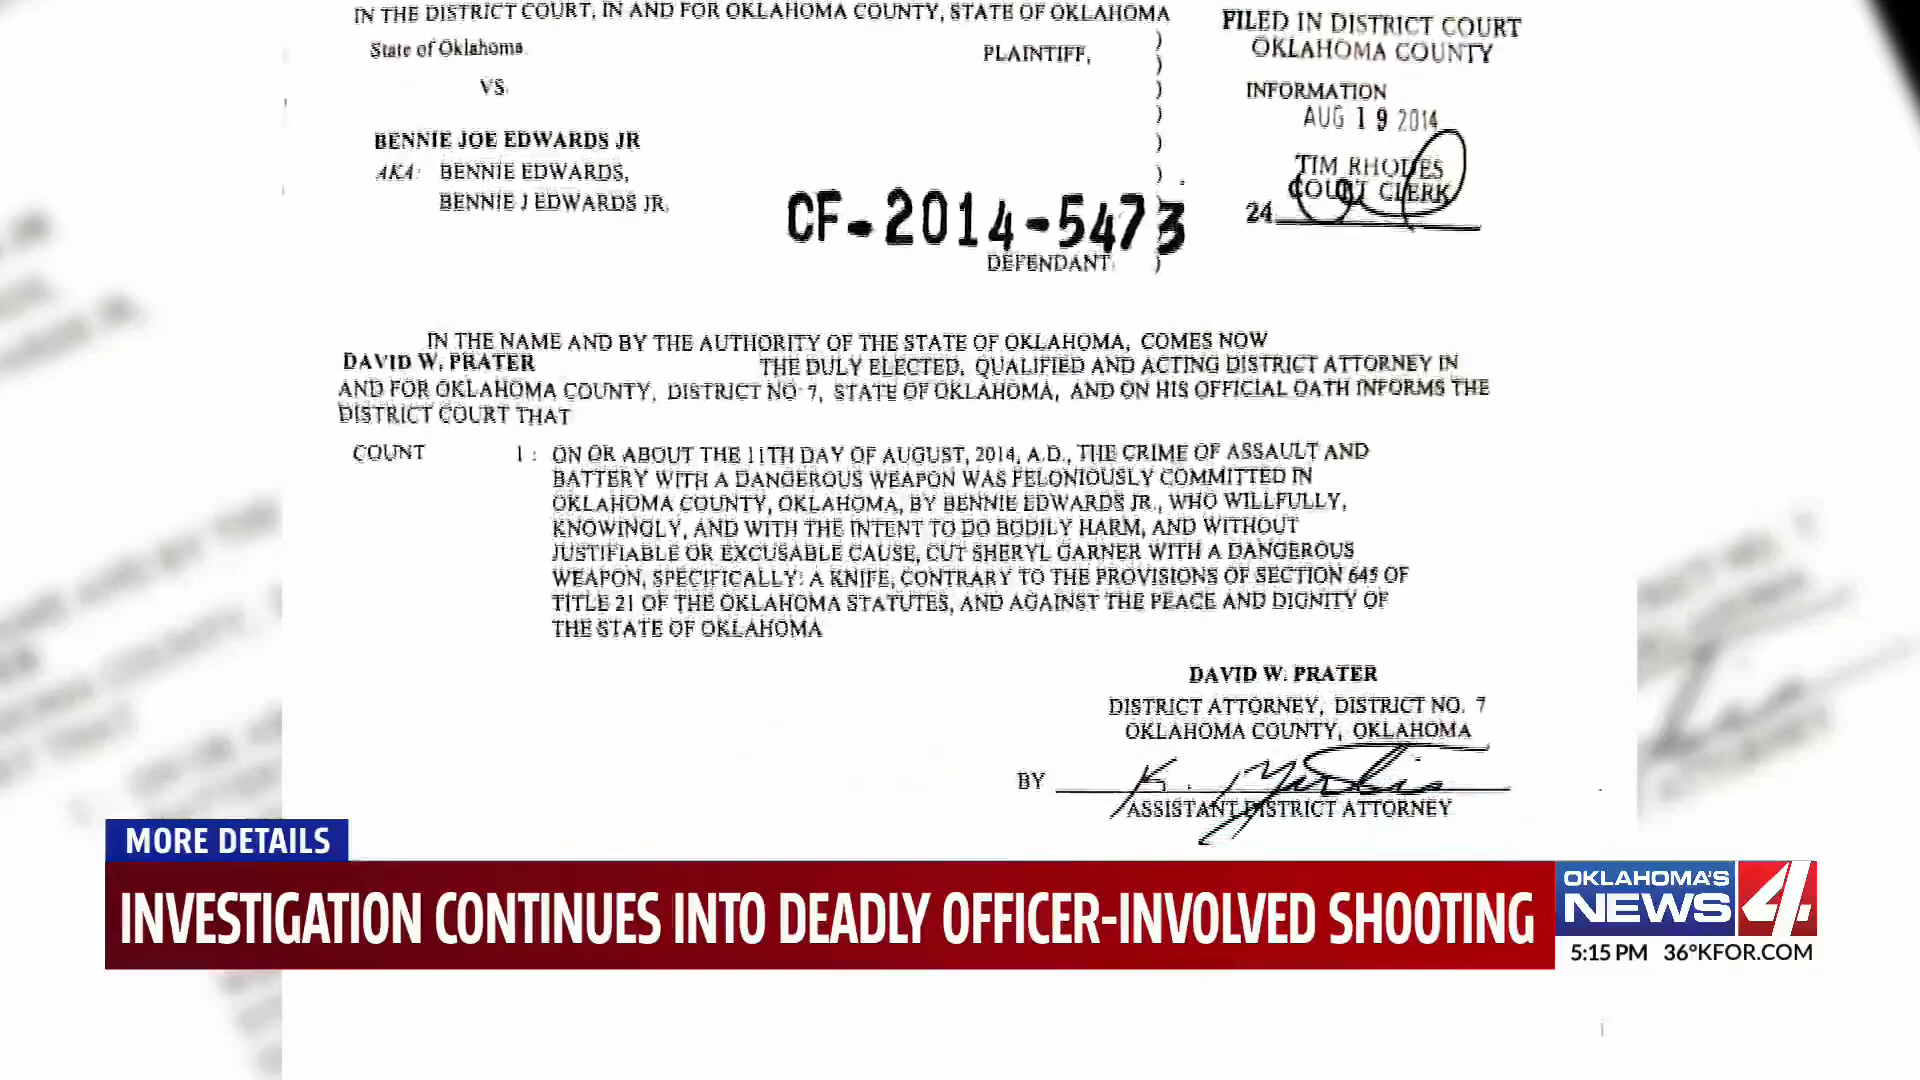 IN THE DISTRICT COURT, IN AND FOR OKLAHOMA COUNTY, STATE OF OKLAHOMA
State of Oklahoma
PLAINTIFF,
VS.
BENNIE JOE EDWARDS JR
AKA: BENNIE EDWARDS,
BENNIE J EDWARDS JR.
CF-2014-5473
DEFENDANT.
FILED IN DISTRICT COURT
OKLAHOMA COUNTY
INFORMATION
AUG 19 2014
TIM RHODES
COURT CLERK
24
IN THE NAME AND BY THE AUTHORITY OF THE STATE OF OKLAHOMA, COMES NOW
DAVID W. PRATER THE DULY ELECTED, QUALIFIED AND ACTING DISTRICT ATTORNEY IN
AND FOR OKLAHOMA COUNTY, DISTRICT NO 7, STATE OF OKLAHOMA, AND ON HIS OFFICIAL OATH INFORMS THE
DISTRICT COURT THAT
COUNT 1 : ON OR ABOUT THE 11TH DAY OF AUGUST, 2014, A.D., THE CRIME OF ASSAULT AND
BATTERY WITH A DANGEROUS WEAPON WAS FELONIOUSLY COMMITTED IN
OKLAHOMA COUNTY, OKLAHOMA, BY BENNIE EDWARDS JR., WHO WILLFULLY,
KNOWINGLY, AND WITH THE INTENT TO DO BODILY HARM, AND WITHOUT
JUSTIFIABLE OR EXCUSABLE CAUSE, CUT SHERYL GARNER WITH A DANGEROUS
WEAPON, SPECIFICALLY: A KNIFE, CONTRARY TO THE PROVISIONS OF SECTION 645 OF
TITLE 21 OF THE OKLAHOMA STATUTES, AND AGAINST THE PEACE AND DIGNITY OF
THE STATE OF OKLAHOMA
DAVID W. PRATER
DISTRICT ATTORNEY, DISTRICT NO. 7
OKLAHOMA COUNTY, OKLAHOMA
BY
ASSISTANT DISTRICT ATTORNEY
MORE DETAILS
INVESTIGATION CONTINUES INTO DEADLY OFFICER-INVOLVED SHOOTING
OKLAHOMA'S
NEWS 4
5:15 PM 36° KFOR.COM